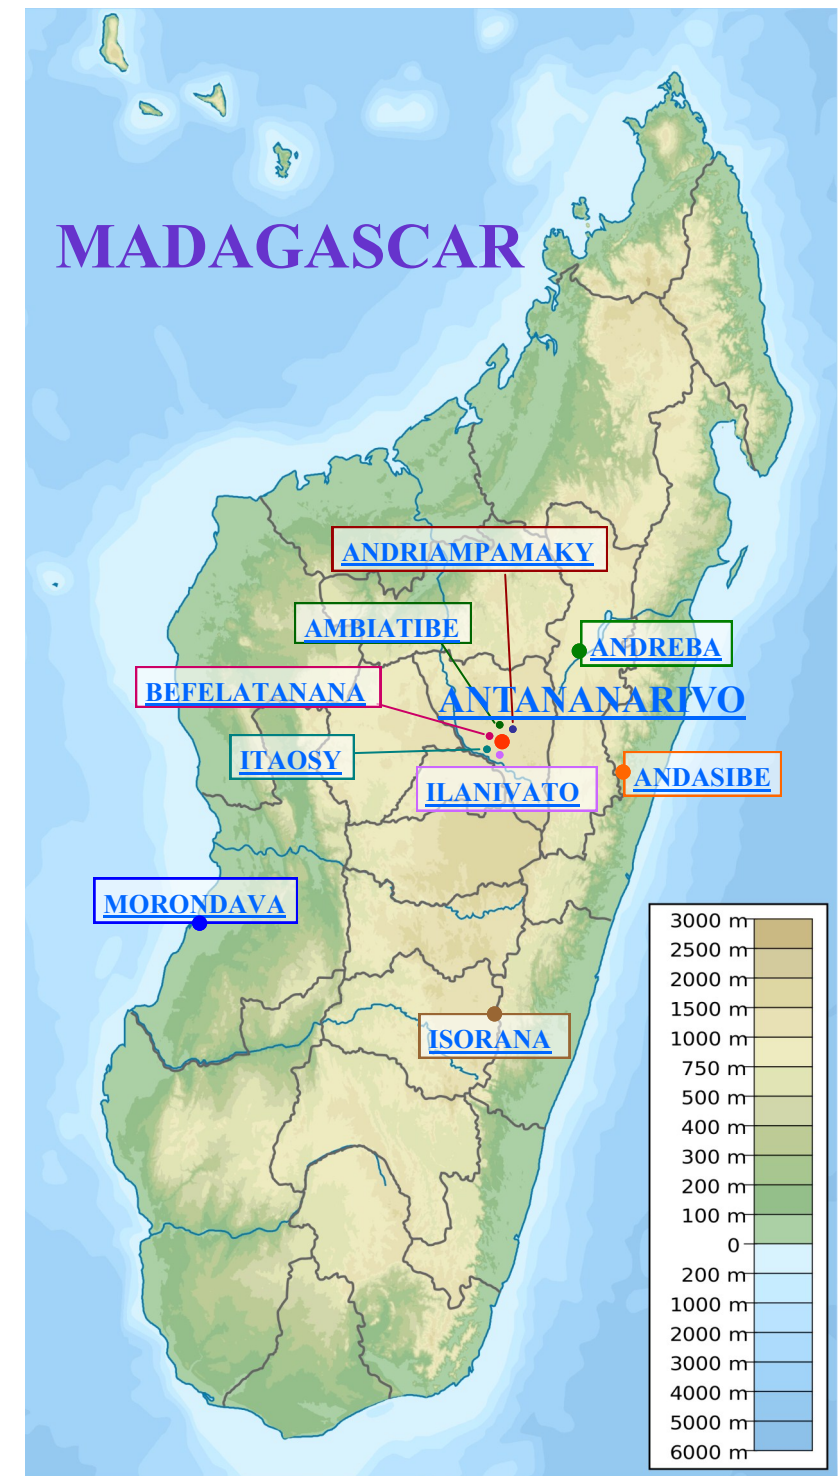 MADAGASCAR
ANDRIAMPAMAKY
AMBIATIBE
ANDREBA
BEFELATANANA
ANTANANARIVO
ITAOSY
ANDASIBE
ILANIVATO
MORONDAVA
ISORANA
3000 m
2500 m
2000 m
1500 m
1000 m
750 m
500 m
400 m
300 m
200 m
100 m
0
200 m
1000 m
2000 m
3000 m
4000 m
5000 m
6000 m